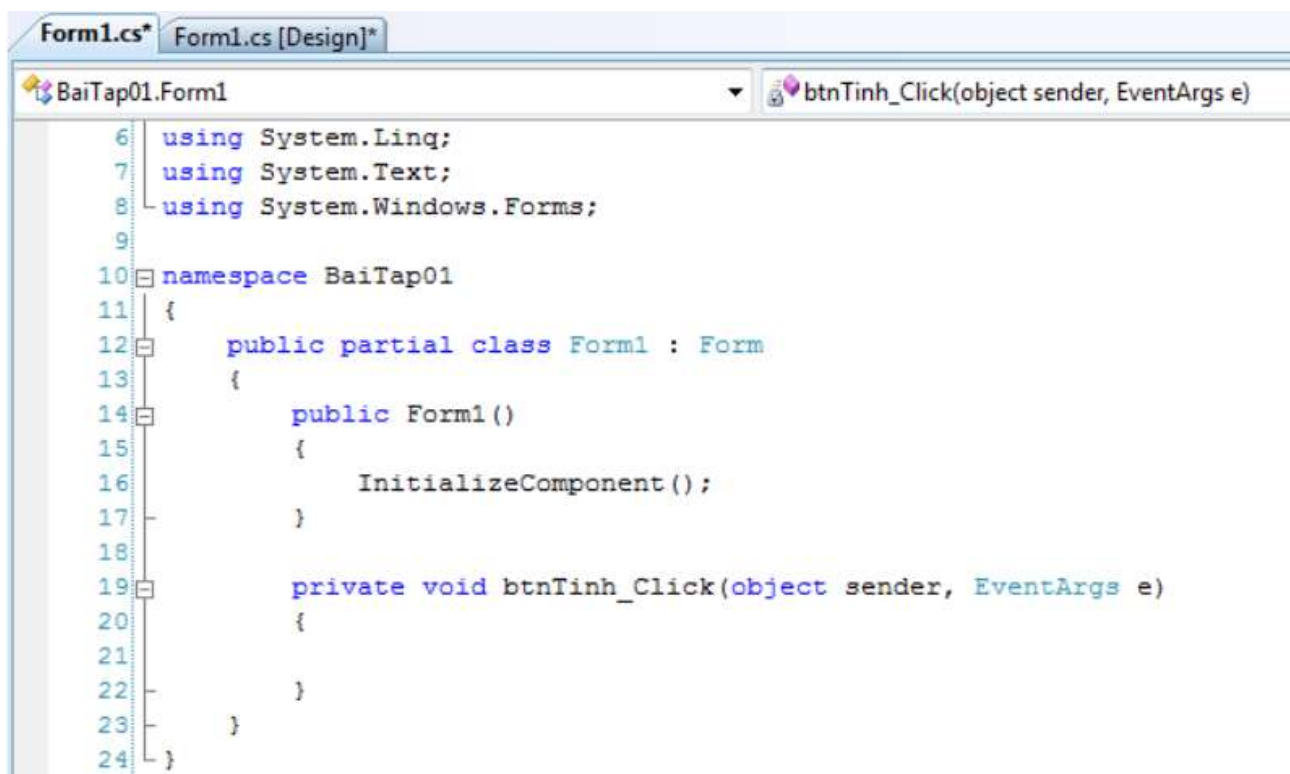 Form1.cs* Form1.cs [Design]*
BaiTap01.Form1 btnTinh_Click(object sender, EventArgs e)
6 using System.Linq;
7 using System.Text;
8 using System.Windows.Forms;
9
10 namespace BaiTap01
11 {
12 public partial class Form1 : Form
13 {
14 public Form1()
15 {
16 InitializeComponent();
17 }
18
19 private void btnTinh_Click(object sender, EventArgs e)
20 {
21
22 }
23 }
24 }